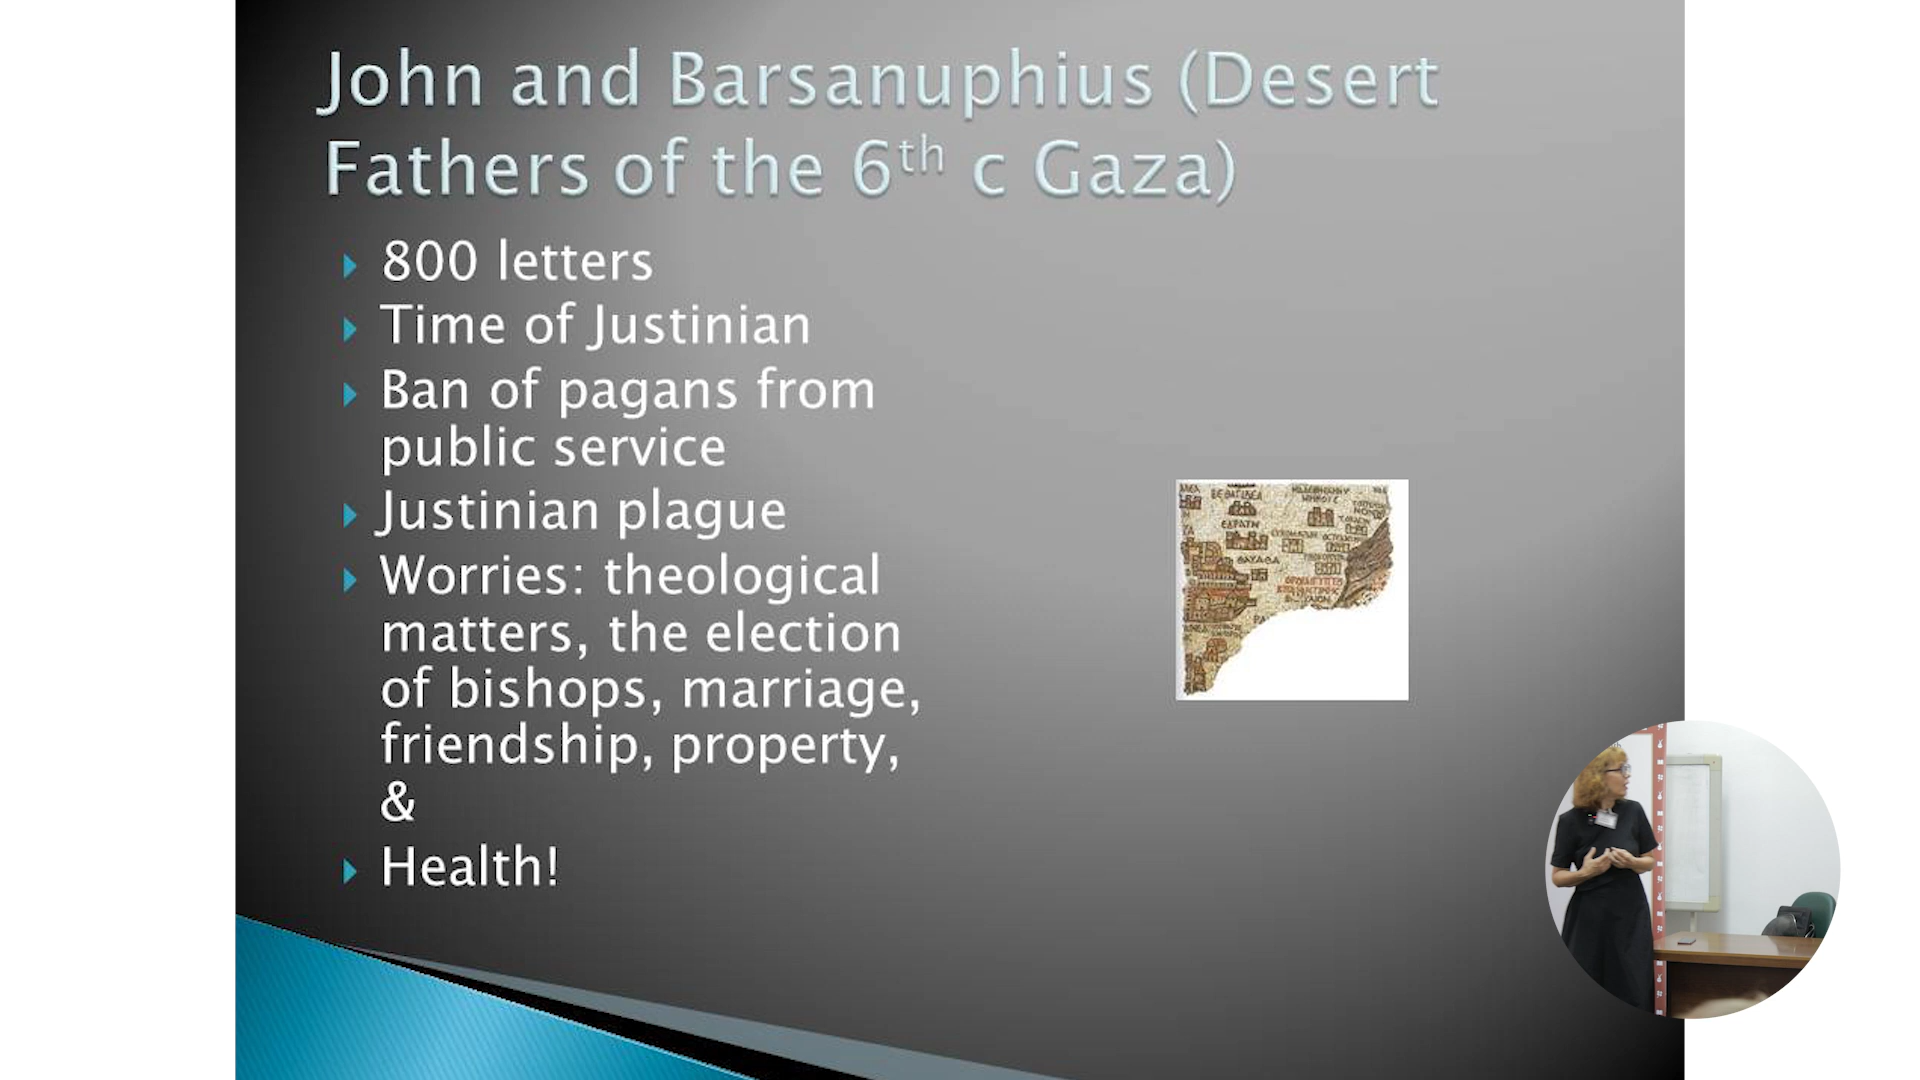 John and Barsanuphius (Desert
Fathers of the 6th c Gaza)
800 letters
Time of Justinian
Ban of pagans from
public service
Justinian plague
Worries: theological
matters, the election
of bishops, marriage,
friendship, property,
&
Health!